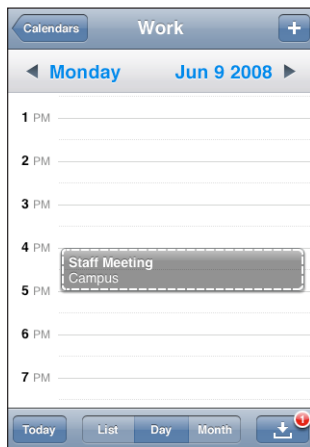 Calendars Work +
Monday Jun 9 2008
1 PM
2 PM
3 PM
4 PM
Staff Meeting
Campus
5 PM
6 PM
7 PM
Today List Day Month 1